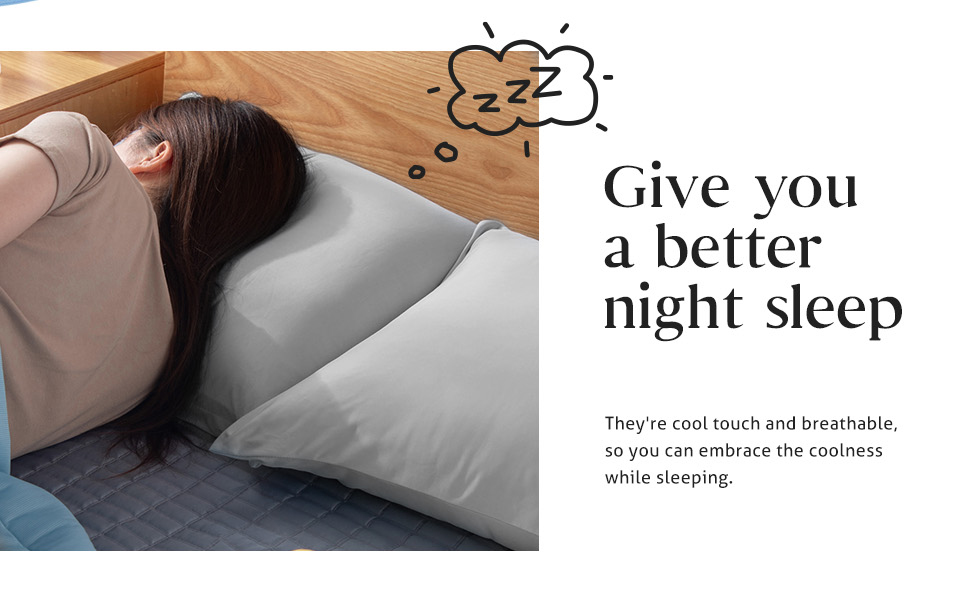 zzZ
Give you
a better
night sleep
They're cool touch and breathable,
so you can embrace the coolness
while sleeping.